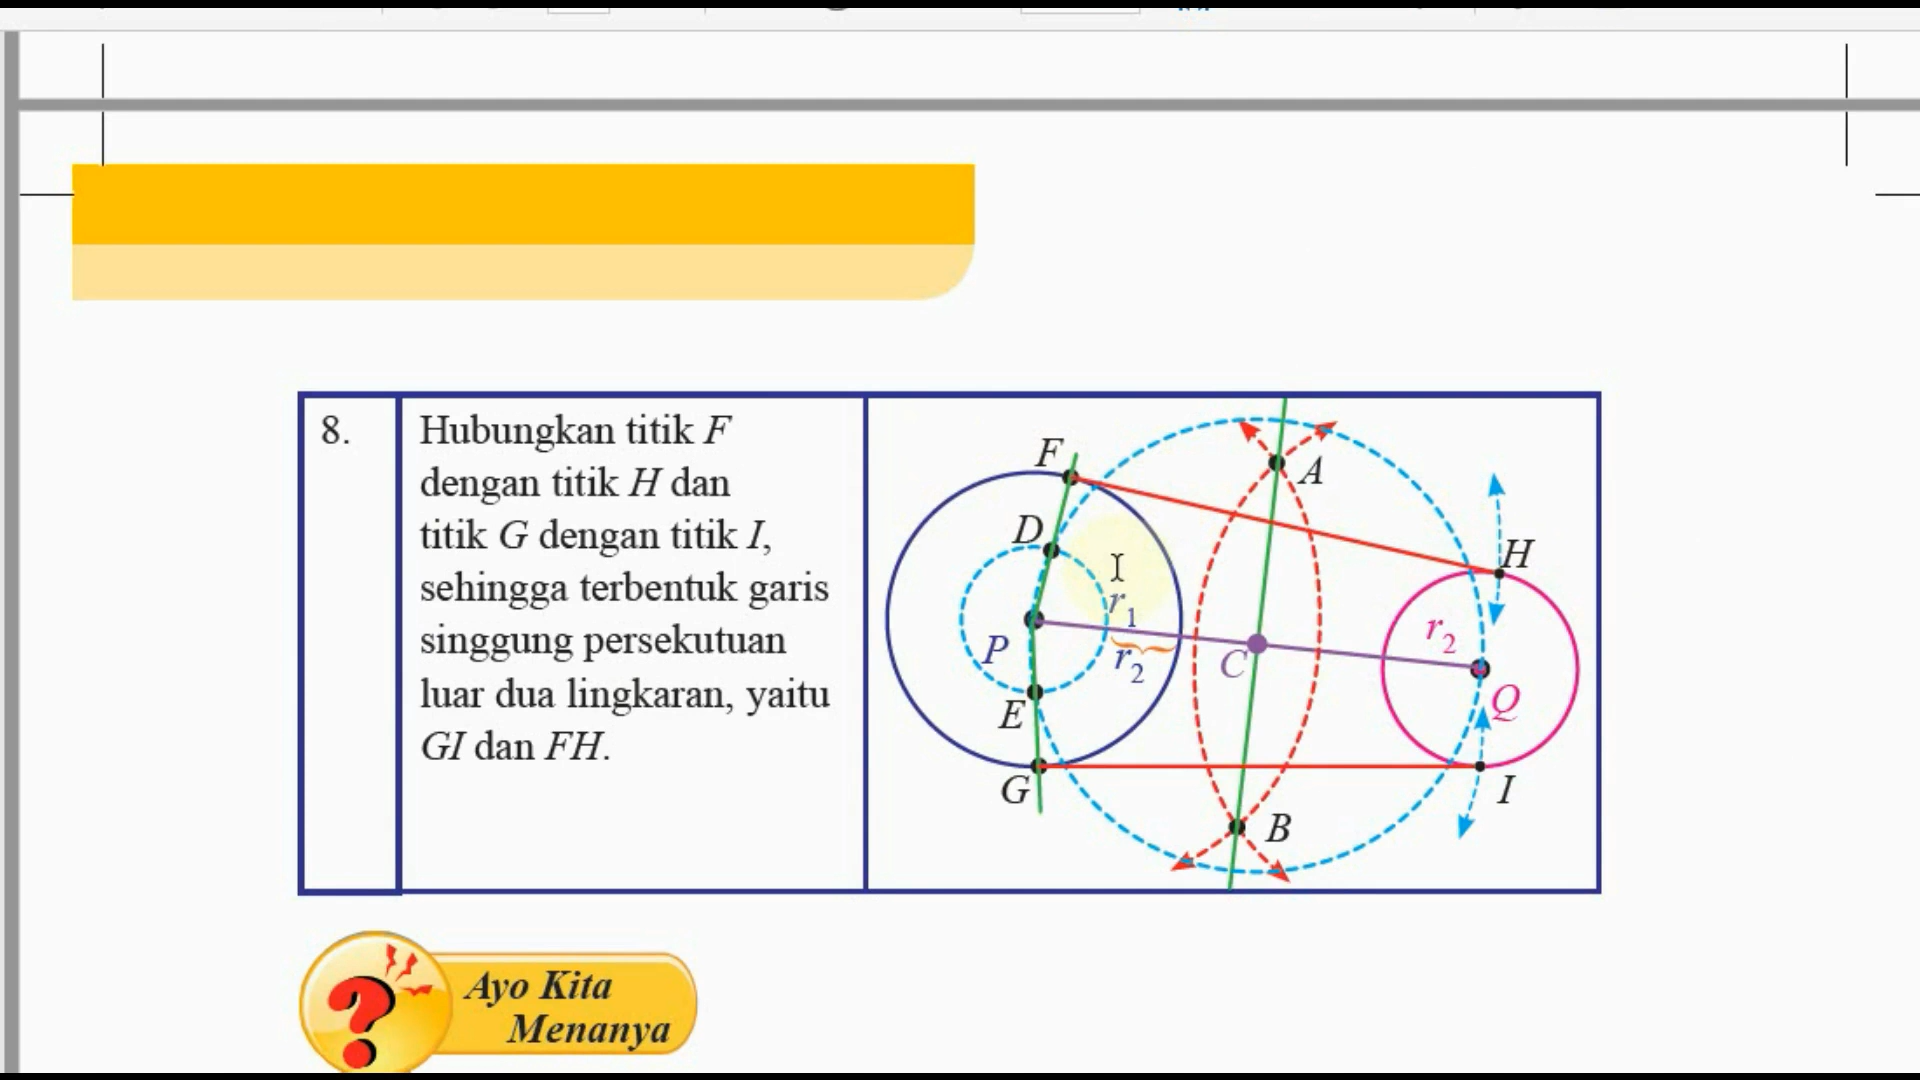 8.
Hubungkan titik F
dengan titik H dan
titik G dengan titik I,
sehingga terbentuk garis
singgung persekutuan
luar dua lingkaran, yaitu
GI dan FH.
F
A
D
H
r1
r2
P
r2
C
Q
E
G
I
B
Ayo Kita
Menanya